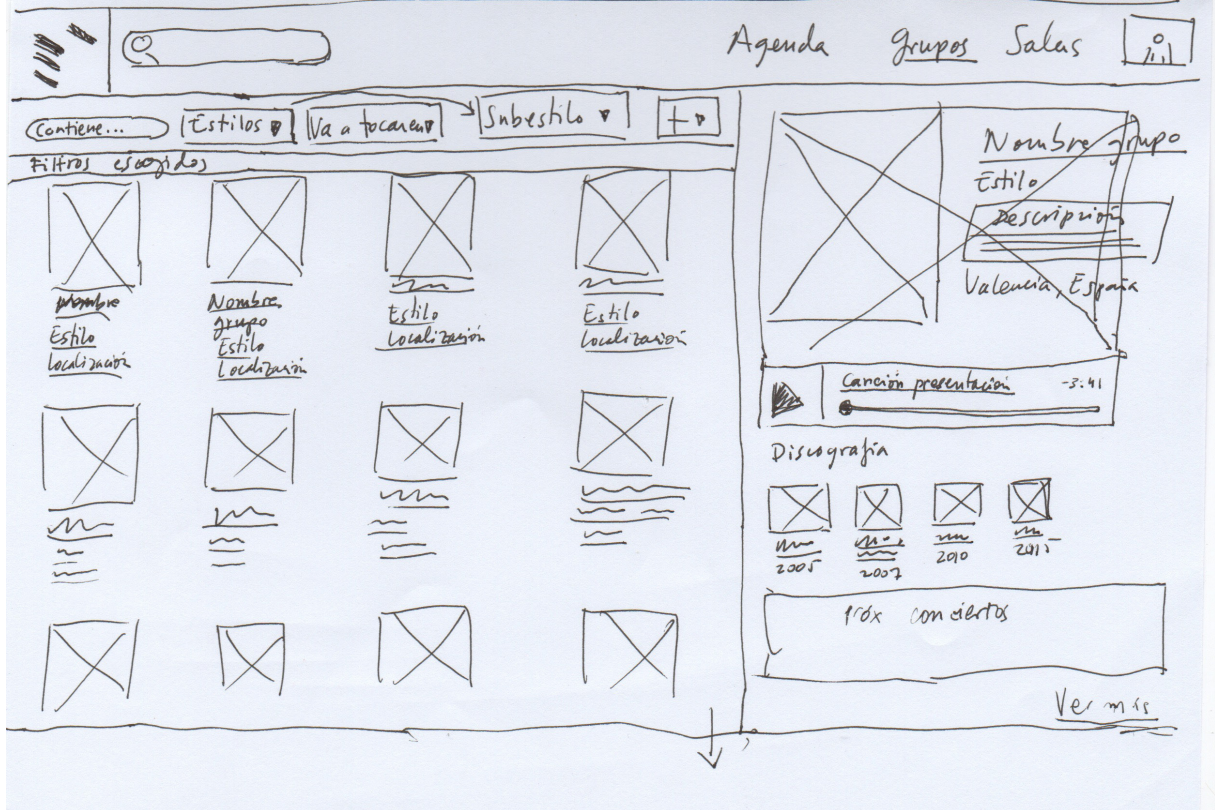 Agenda grupos Salas
Contiene... Estilos Va a tocar en Subestilo +
Filtros escogidos
Nombre
Estilo
Localización
Nombre
grupo
Estilo
Localización
Estilo
Localización
Estilo
Localización
Nombre grupo
Estilo
Descripción
Valencia, España
Canción presentación -3:41
Discografía
2005
2007
2010
2015
Próx conciertos
Ver más